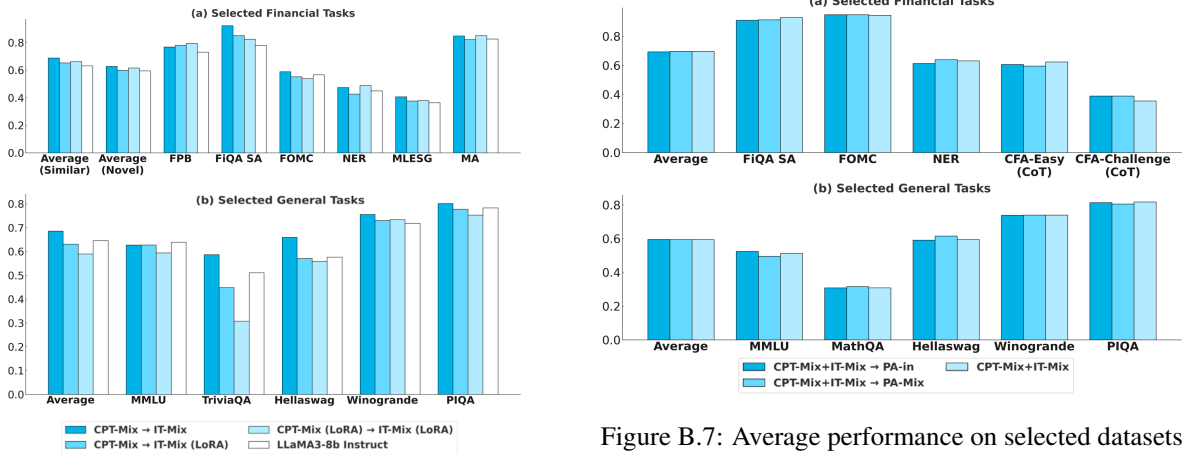 (a) Selected Financial Tasks
0.8
0.6
0.4
0.2
0.0
Average (Similar)
Average (Novel)
FPB
FiQA SA
FOMC
NER
MLESG
MA
(b) Selected General Tasks
0.8
0.7
0.6
0.5
0.4
0.3
0.2
0.1
0.0
Average
MMLU
TriviaQA
Hellaswag
Winogrande
PIQA
CPT-Mix → IT-Mix
CPT-Mix → IT-Mix (LoRA)
CPT-Mix (LoRA) → IT-Mix (LoRA)
LLaMA3-8b Instruct
(a) Selected Financial Tasks
0.8
0.6
0.4
0.2
0.0
Average
FiQA SA
FOMC
NER
CFA-Easy (CoT)
CFA-Challenge (CoT)
(b) Selected General Tasks
0.8
0.6
0.4
0.2
0.0
Average
MMLU
MathQA
Hellaswag
Winogrande
PIQA
CPT-Mix+IT-Mix → PA-in
CPT-Mix+IT-Mix → PA-Mix
CPT-Mix+IT-Mix
Figure B.7: Average performance on selected datasets